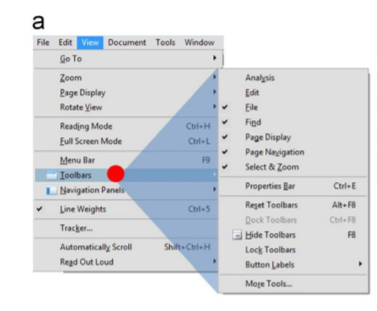 a
File Edit View Document Tools Window
Go To
Zoom
Page Display
Rotate View
Reading Mode Ctrl+H
Full Screen Mode Ctrl+L
Menu Bar F9
Toolbars
Navigation Panels
Line Weights Ctrl+5
Tracker...
Automatically Scroll Shift+Ctrl+H
Read Out Loud
Analysis
Edit
File
Find
Page Display
Page Navigation
Select & Zoom
Properties Bar Ctrl+E
Reset Toolbars Alt+F8
Dock Toolbars Ctrl+F8
Hide Toolbars F8
Lock Toolbars
Button Labels
More Tools...